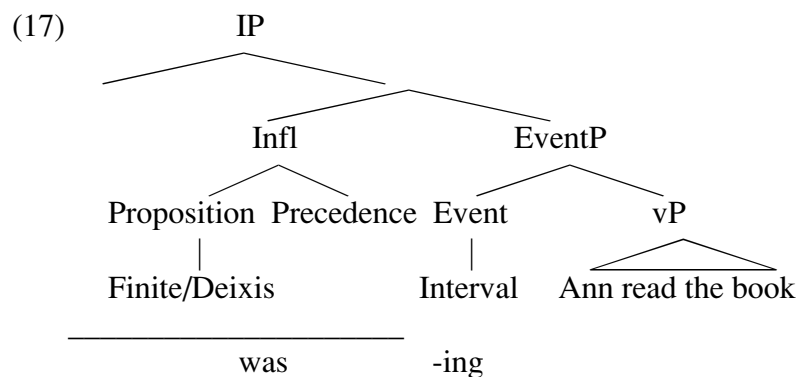 (17) IP
Infl EventP
Proposition Precedence Event vP
Finite/Deixis Interval Ann read the book
was -ing